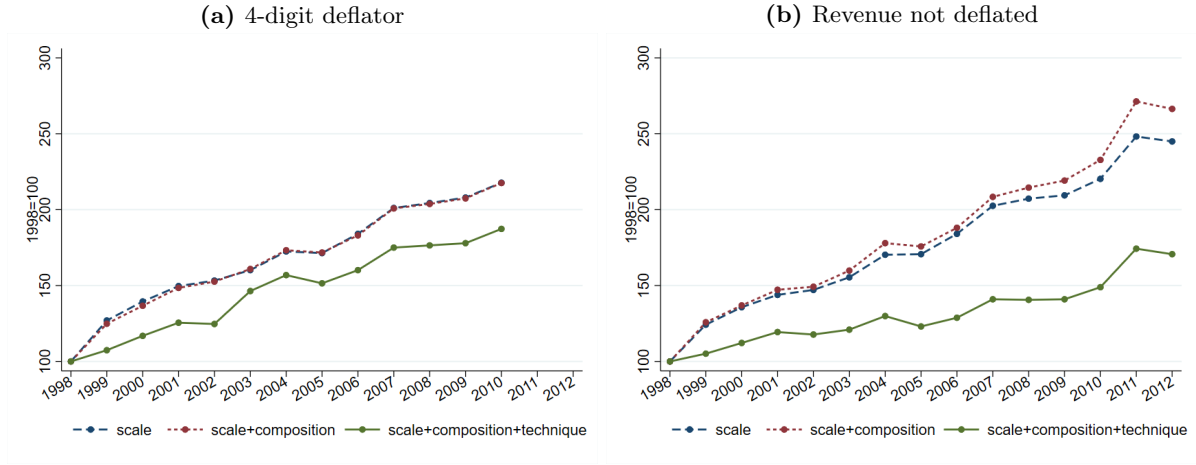 (a) 4-digit deflator
1998=100
300
250
200
150
100
1998 1999 2000 2001 2002 2003 2004 2005 2006 2007 2008 2009 2010 2011 2012
scale scale+composition scale+composition+technique
(b) Revenue not deflated
1998=100
300
250
200
150
100
1998 1999 2000 2001 2002 2003 2004 2005 2006 2007 2008 2009 2010 2011 2012
scale scale+composition scale+composition+technique